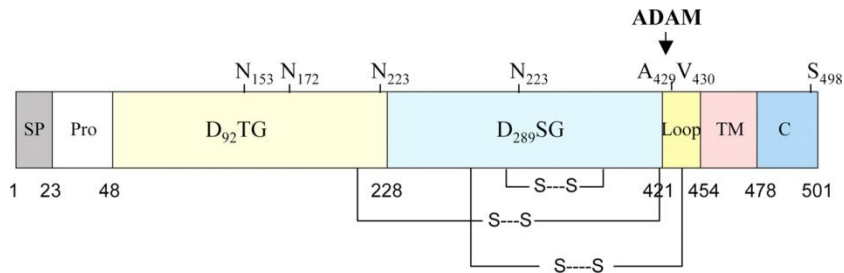 ADAM
N153 N172 N223 N223 A429 V430 S498
SP Pro D92TG D289SG Loop TM C
1 23 48 228 421 454 478 501
S---S
S---S
S----S